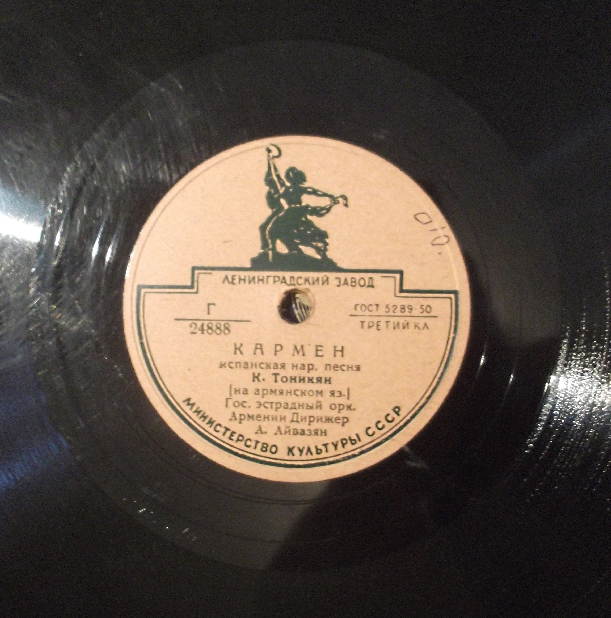 ЛЕНИНГРАДСКИЙ ЗАВОД
Г
24888
ГОСТ 5289-50
ТРЕТИЙ КЛ
КАРМЕН
испанская нар. песня
К. Тоникян
(на армянском яз.)
Гос. эстрадный орк.
Армении Дирижер
А. Айвазян
МИНИСТЕРСТВО КУЛЬТУРЫ СССР